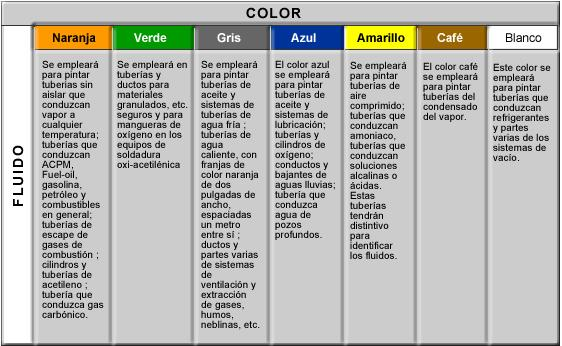 COLOR
FLUIDO
Naranja
Se empleará
para pintar
tuberias sin
aislar que
conduzcan
vapor a
cualquier
temperatura;
tuberías que
conduzcan
ACPM,
Fuel-oil,
gasolina,
petróleo y
combustibles
en general;
tuberías de
escape de
gases de
combustión ;
cilindros y
tuberías de
acetileno ;
tubería que
conduzca gas
carbónico.
Verde
Se empleará en
tuberías y
ductos para
materiales
granulados, etc.
seguros y para
mangueras de
oxígeno en los
equipos de
soldadura
oxi-acetilénica
Gris
Se empleará
para pintar
tuberías de
aceite y
sistemas de
tuberías de
agua fría ;
tuberías de
agua
caliente, con
franjas de
color naranja
de dos
pulgadas de
ancho,
espaciadas
un metro
entre sí ;
ductos y
partes varias
de sistemas
de
ventilación y
extracción
de gases,
humos,
neblinas, etc.
Azul
El color azul
se empleará
para pintar
tuberías de
aceite y
sistemas de
lubricación;
tuberías y
cilindros de
oxígeno;
conductos y
bajantes de
aguas lluvias;
tubería que
conduzca
agua de
pozos
profundos.
Amarillo
Se empleará
para pintar
tuberías de
aire
comprimido;
tuberías que
conduzcan
amoniaco,
tuberías que
conduzcan
soluciones
alcalinas o
ácidas.
Estas
tuberías
tendrán
distintivo
para
identificar
los fluidos.
Café
El color café
se empleará
para pintar
tuberías del
condensado
del vapor.
Blanco
Este color se
empleará
para pintar
tuberías que
conduzcan
refrigerantes
y partes
varias de los
sistemas de
vacío.